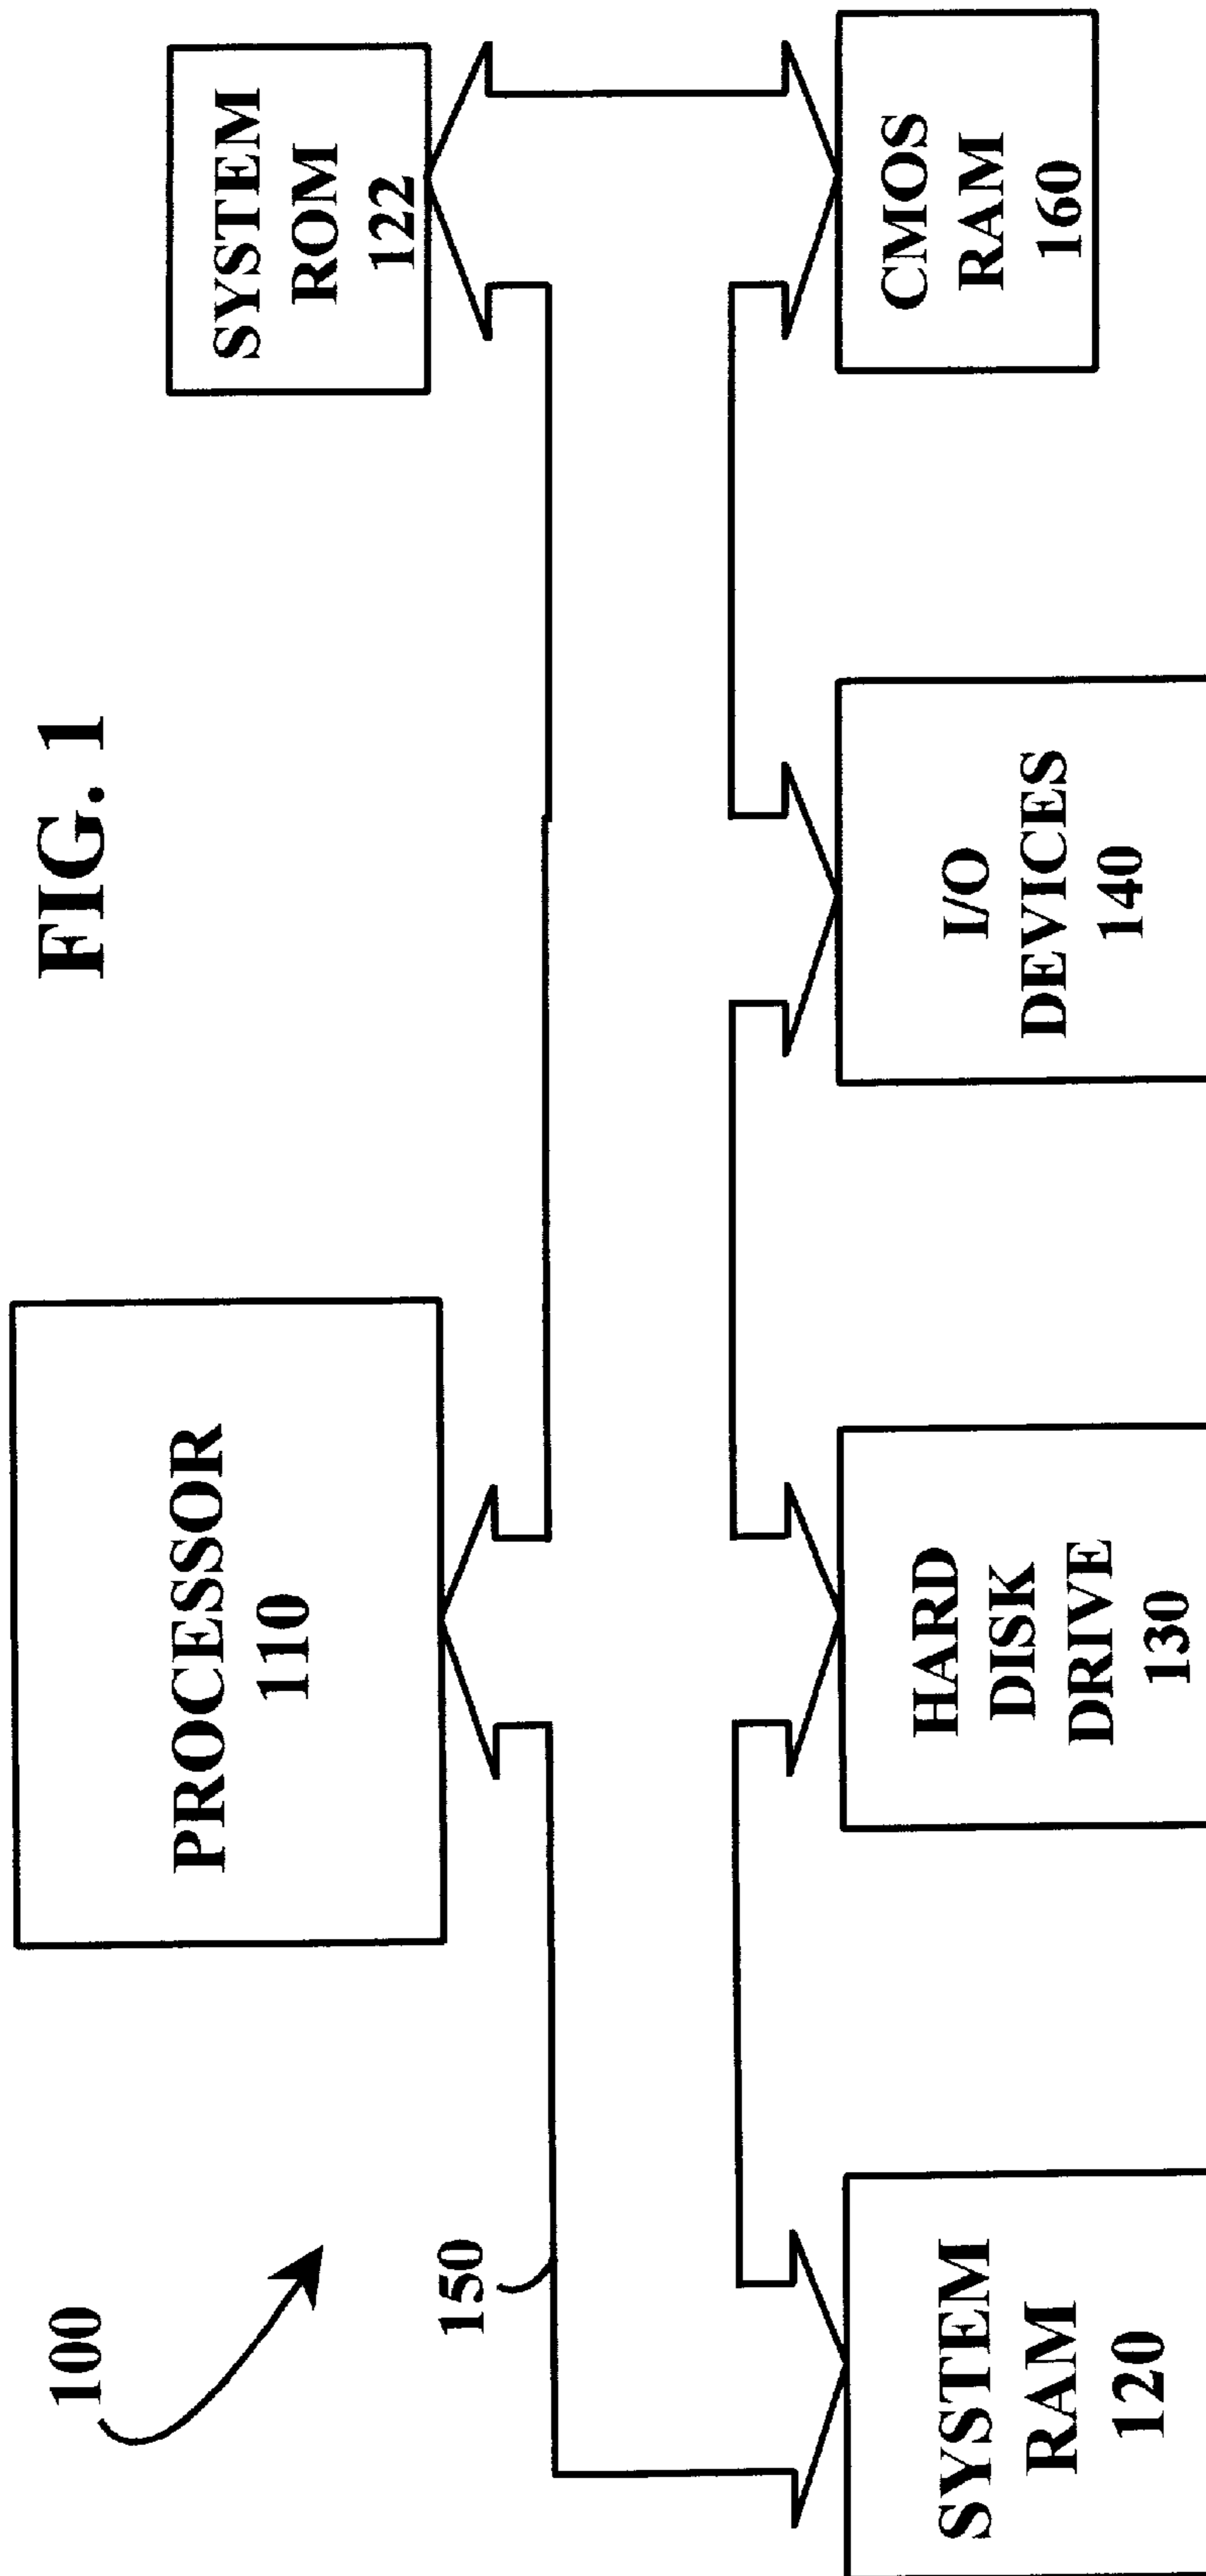 FIG. 1
100
150
PROCESSOR
110
SYSTEM
ROM
122
SYSTEM
RAM
120
HARD
DISK
DRIVE
130
I/O
DEVICES
140
CMOS
RAM
160